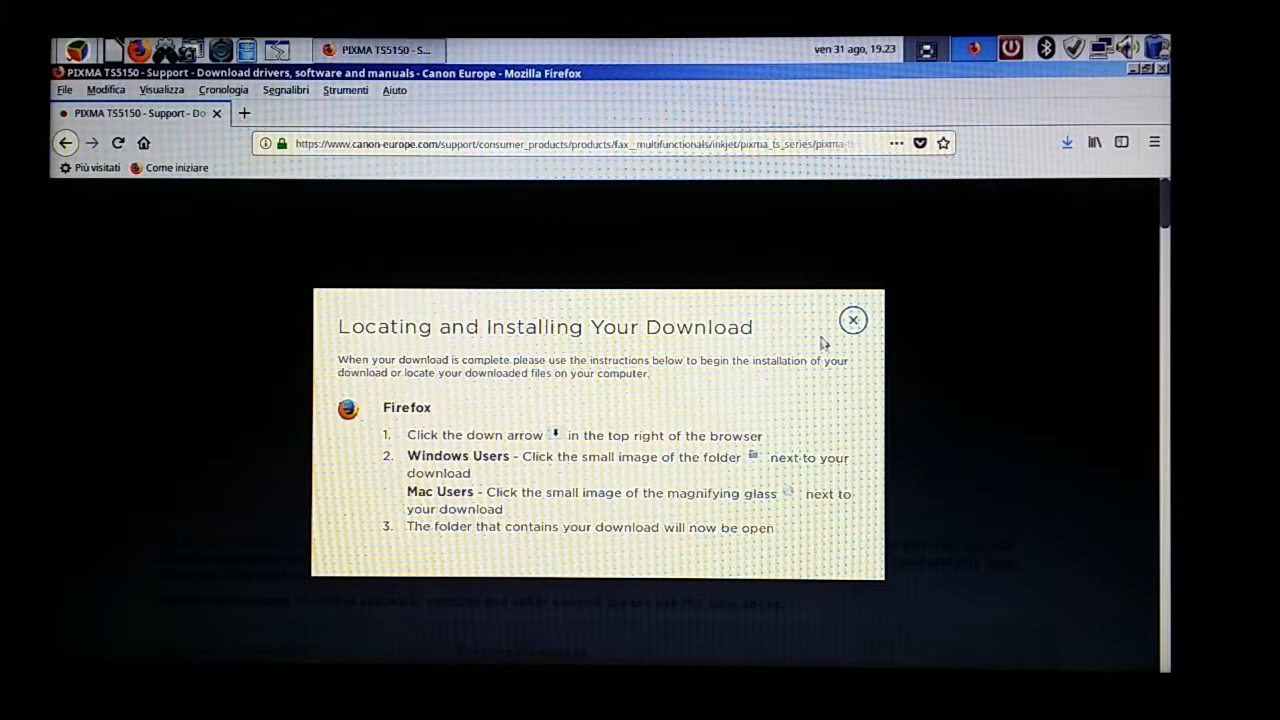 PIXMA TS5150 - S...
ven 31 ago, 19.23
PIXMA TS5150 - Support - Download drivers, software and manuals - Canon Europe - Mozilla Firefox
File Modifica Visualizza Cronologia Segnalibri Strumenti Aiuto
PIXMA TS5150 - Support - Do
https://www.canon-europe.com/support/consumer_products/products/fax__multifunctionals/inkjet/pixma_ts_series/pixma-
Più visitati Come iniziare
Locating and Installing Your Download
When your download is complete please use the instructions below to begin the installation of your
download or locate your downloaded files on your computer.
Firefox
1. Click the down arrow in the top right of the browser
2. Windows Users - Click the small image of the folder next to your
download
Mac Users - Click the small image of the magnifying glass next to
your download
3. The folder that contains your download will now be open